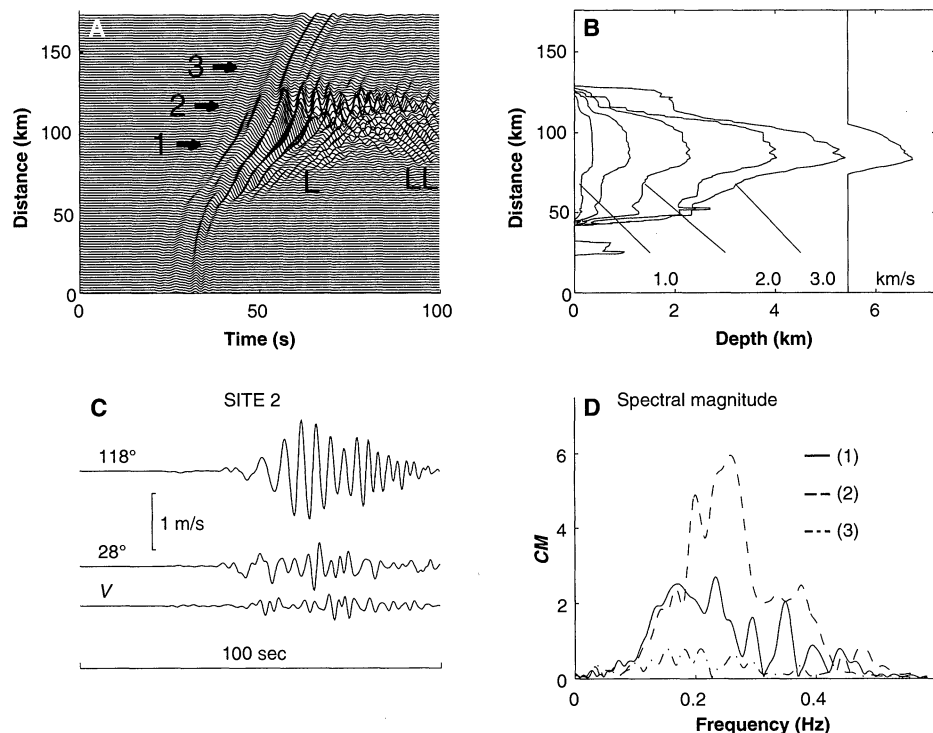 A
B
150
100
50
0
Distance (km)
3
2
1
L
LL
0
50
100
Time (s)
150
100
50
0
Distance (km)
1.0
2.0
3.0
km/s
0
2
4
6
Depth (km)
C
SITE 2
118°
1 m/s
28°
V
100 sec
D
Spectral magnitude
6
4
2
0
CM
(1)
(2)
(3)
0
0.2
0.4
Frequency (Hz)